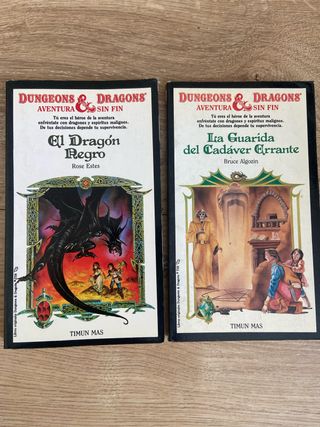 DUNGEONS & DRAGONS®
AVENTURA SIN FIN
Tú eres el héroe de la aventura
enfréntate con dragones y espíritus malignos.
De tus decisiones depende tu supervivencia.
El Dragón
Negro
Rose Estes
TIMUN MAS
DUNGEONS & DRAGONS®
AVENTURA SIN FIN
Tú eres el héroe de la aventura
enfréntate con dragones y espíritus malignos.
De tus decisiones depende tu supervivencia.
La Guarida
del Cadáver Errante
Bruce Algozin
TIMUN MAS